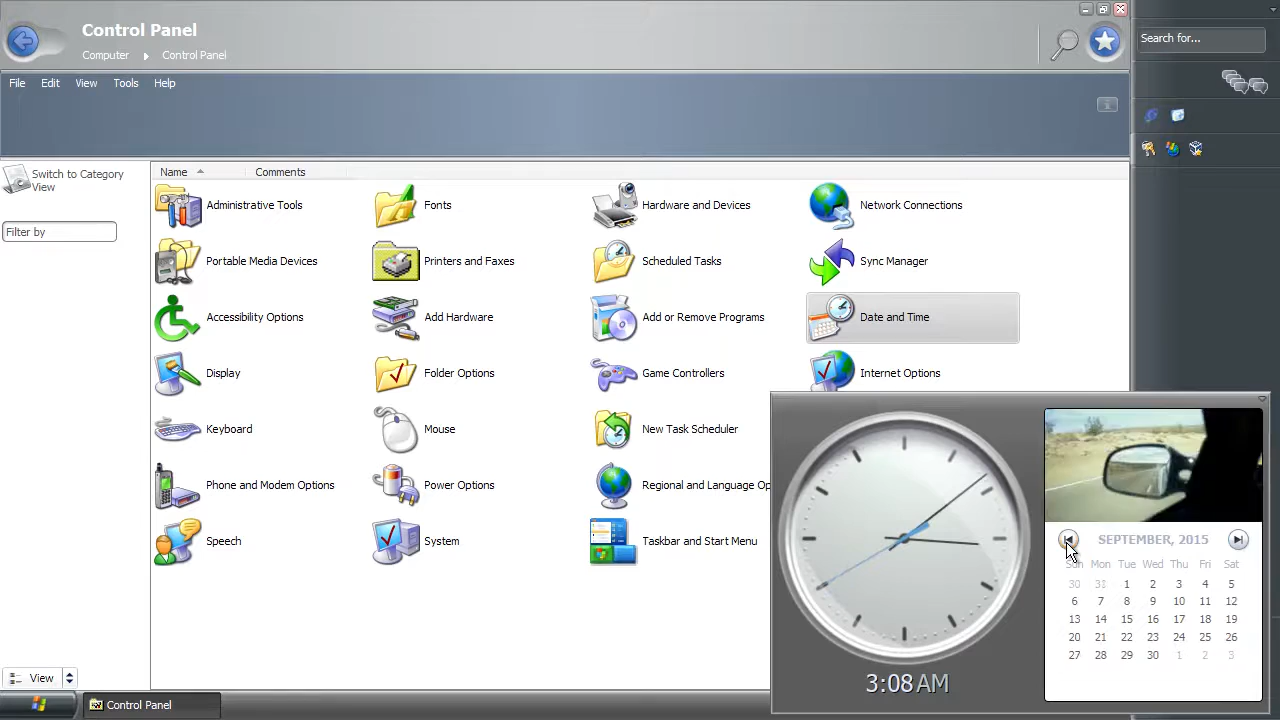 Control Panel
Computer Control Panel
Search for...
File Edit View Tools Help
Switch to Category
View
Filter by
Name Comments
Administrative Tools Fonts Hardware and Devices Network Connections
Portable Media Devices Printers and Faxes Scheduled Tasks Sync Manager
Accessibility Options Add Hardware Add or Remove Programs Date and Time
Display Folder Options Game Controllers Internet Options
Keyboard Mouse New Task Scheduler
Phone and Modem Options Power Options Regional and Language Op
Speech System Taskbar and Start Menu
SEPTEMBER, 2015
Sun Mon Tue Wed Thu Fri Sat
30 31 1 2 3 4 5
6 7 8 9 10 11 12
13 14 15 16 17 18 19
20 21 22 23 24 25 26
27 28 29 30 1 2 3
3:08 AM
View
Control Panel